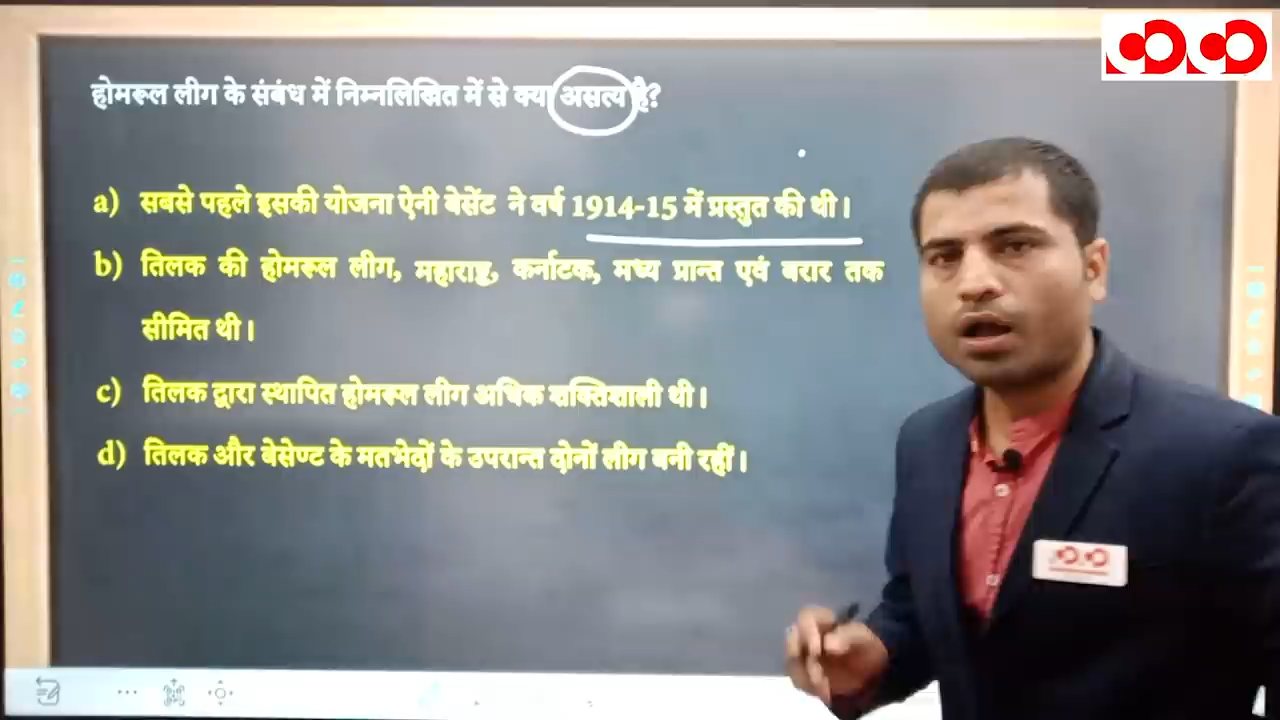 होमरूल लीग के संबंध में निम्नलिखित में से क्या असत्य है?
a) सबसे पहले इसकी योजना ऐनी बेसेंट ने वर्ष 1914-15 में प्रस्तुत की थी।
b) तिलक की होमरूल लीग, महाराष्ट्र, कर्नाटक, मध्य प्रान्त एवं बरार तक
सीमित थी।
c) तिलक द्वारा स्थापित होमरूल लीग अधिक शक्तिशाली थी।
d) तिलक और बेसेण्ट के मतभेदों के उपरान्त दोनों लीग बनी रहीं।